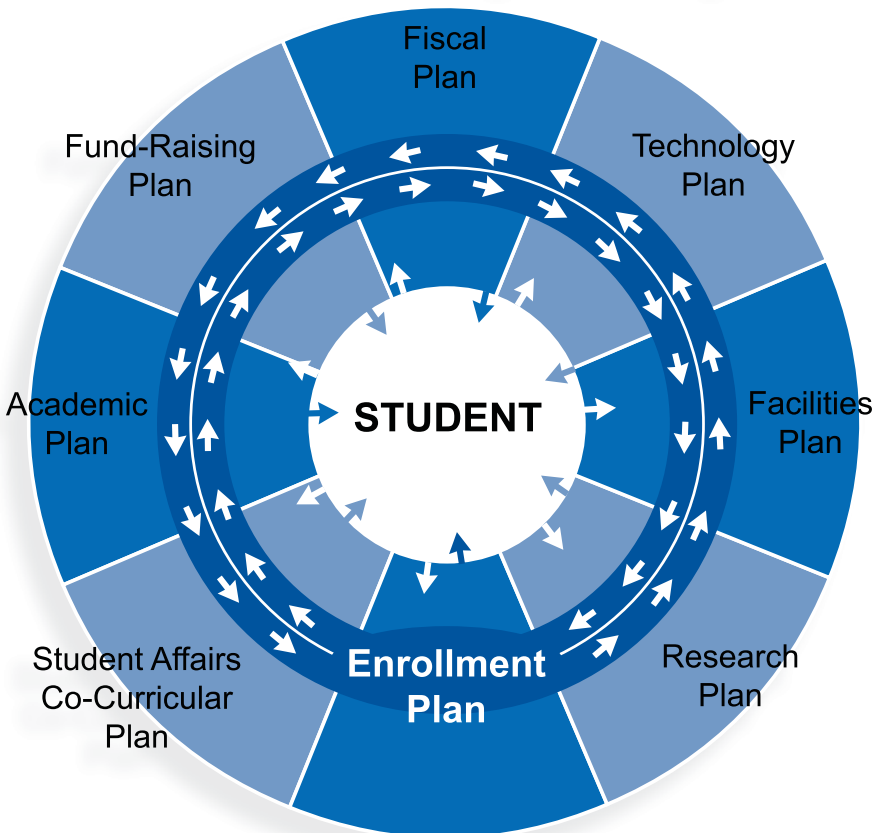 Fiscal
Plan
Fund-Raising
Plan
Technology
Plan
Academic
Plan
STUDENT
Facilities
Plan
Student Affairs
Co-Curricular
Plan
Enrollment
Plan
Research
Plan